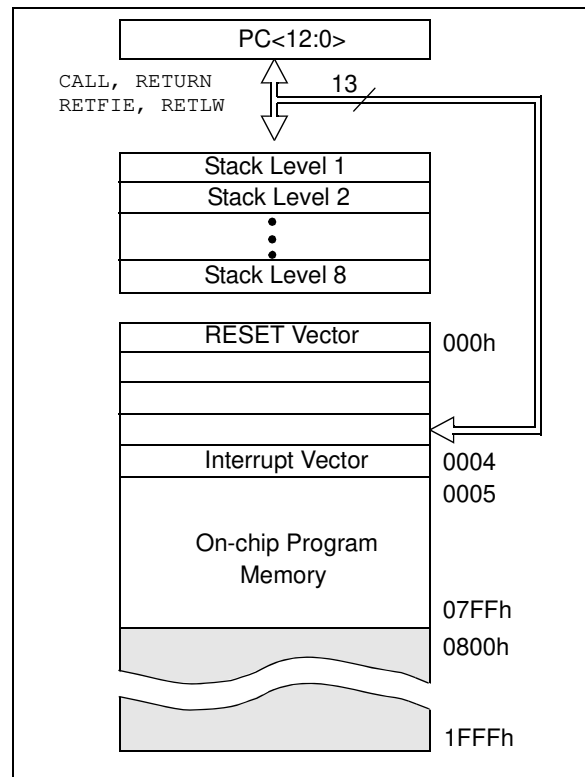 PC<12:0>
CALL, RETURN
RETFIE, RETLW
13
Stack Level 1
Stack Level 2
Stack Level 8
RESET Vector
000h
Interrupt Vector
0004
0005
On-chip Program
Memory
07FFh
0800h
1FFFh